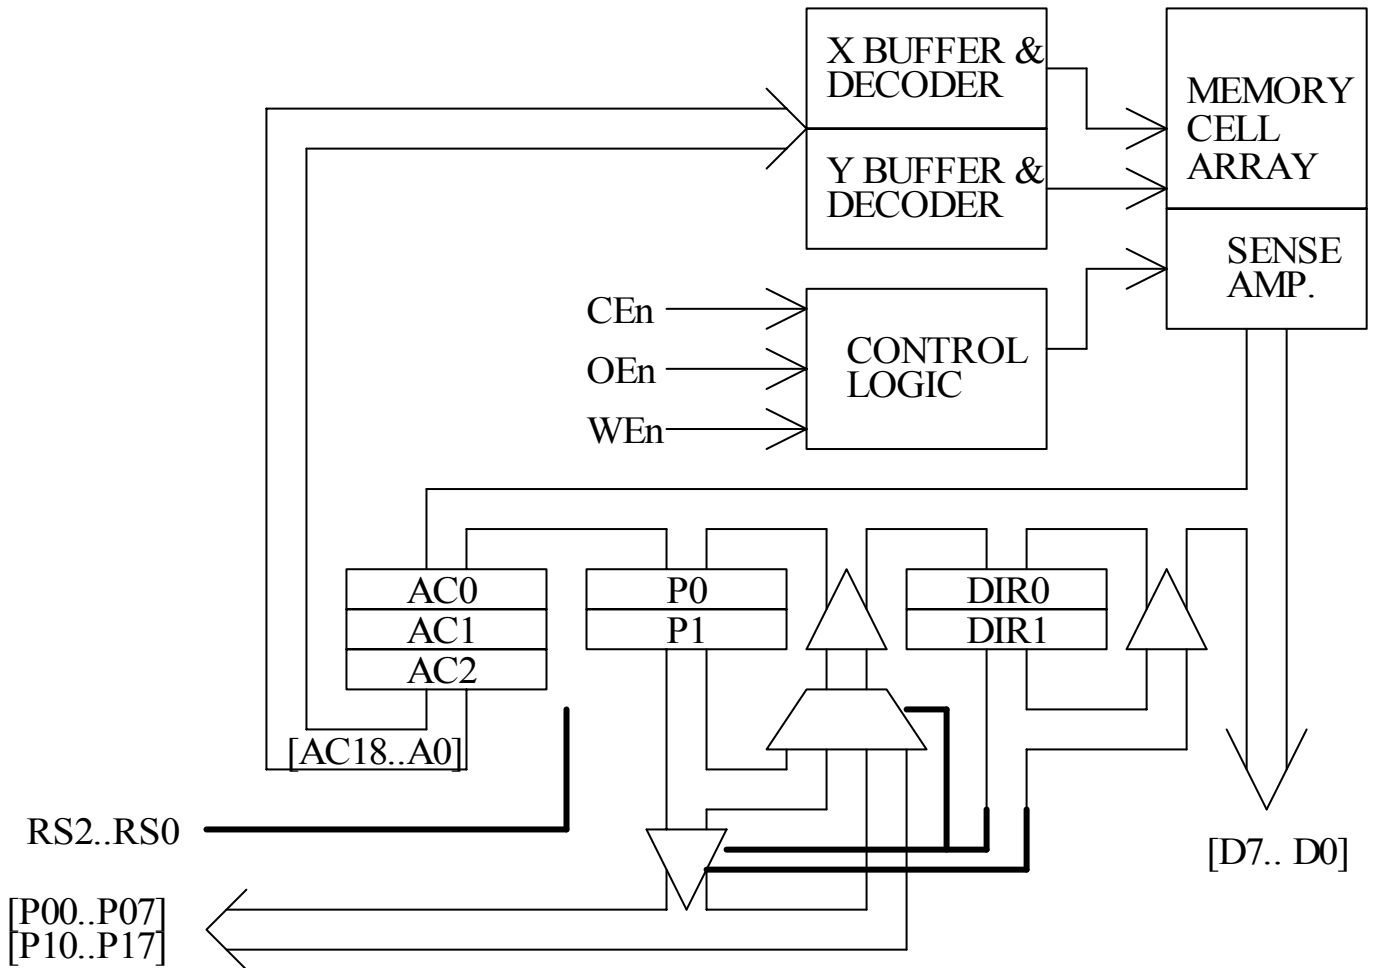 X BUFFER &
DECODER
Y BUFFER &
DECODER
MEMORY
CELL
ARRAY
SENSE
AMP.
CEn
OEn
WEn
CONTROL
LOGIC
AC0
AC1
AC2
P0
P1
DIR0
DIR1
[AC18..A0]
RS2..RS0
[D7.. D0]
[P00..P07]
[P10..P17]